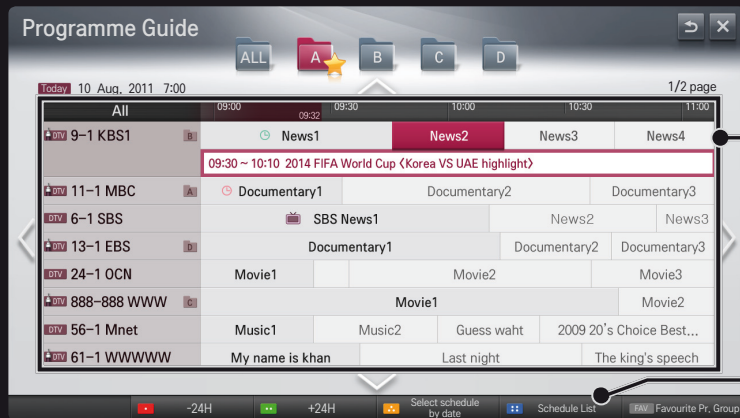 Programme Guide
ALL A B C D
Today 10 Aug. 2011 7:00 1/2 page
All 09:00 09:32 09:30 10:00 10:30 11:00
DTV 9-1 KBS1 B News1 News2 News3 News4
09:30 ~ 10:10 2014 FIFA World Cup 〈Korea VS UAE highlight〉
DTV 11-1 MBC A Documentary1 Documentary2 Documentary3
DTV 6-1 SBS SBS News1 News2 News3
DTV 13-1 EBS D Documentary1 Documentary2 Documentary3
DTV 24-1 OCN Movie1 Movie2 Movie3
DTV 888-888 WWW C Movie1 Movie2
DTV 56-1 Mnet Music1 Music2 Guess waht 2009 20's Choice Best...
DTV 61-1 WWWWW My name is khan Last night The king's speech
-24H +24H Select schedule by date Schedule List FAV Favourite Pr, Group